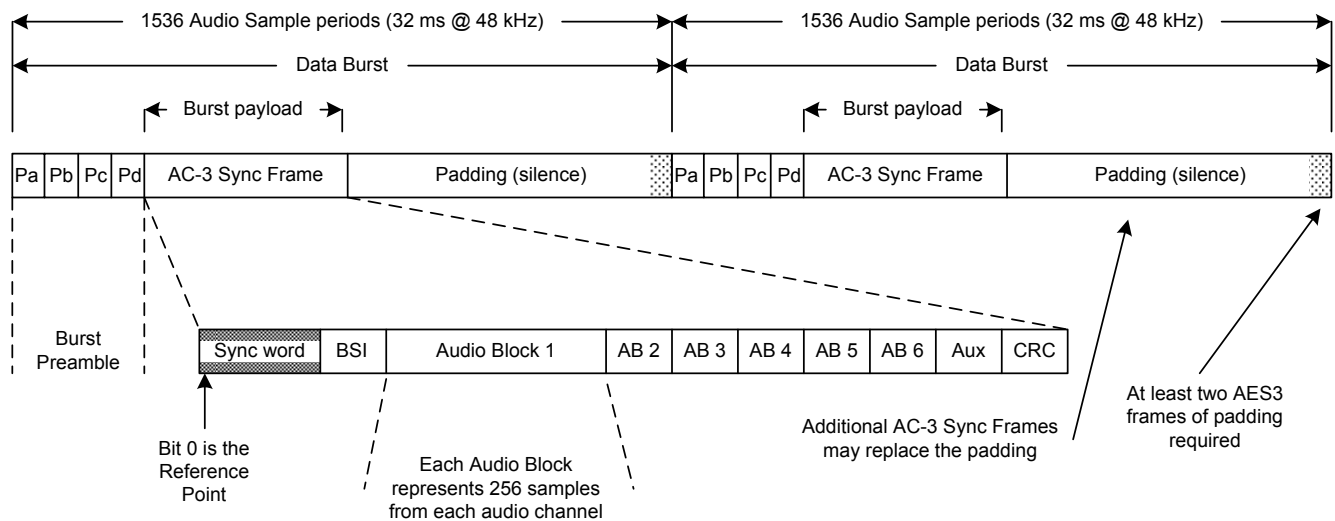 1536 Audio Sample periods (32 ms @ 48 kHz)
1536 Audio Sample periods (32 ms @ 48 kHz)
Data Burst
Data Burst
Burst payload
Burst payload
Pa Pb Pc Pd AC-3 Sync Frame Padding (silence) Pa Pb Pc Pd AC-3 Sync Frame Padding (silence)
Burst
Preamble
Sync word BSI Audio Block 1 AB 2 AB 3 AB 4 AB 5 AB 6 Aux CRC
Bit 0 is the
Reference
Point
Each Audio Block
represents 256 samples
from each audio channel
Additional AC-3 Sync Frames
may replace the padding
At least two AES3
frames of padding
required